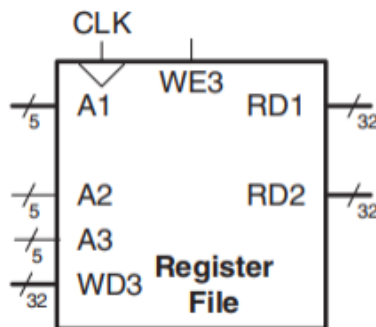 CLK
WE3
A1 RD1
5 32
A2 RD2
5 32
A3
5
WD3
32
Register
File